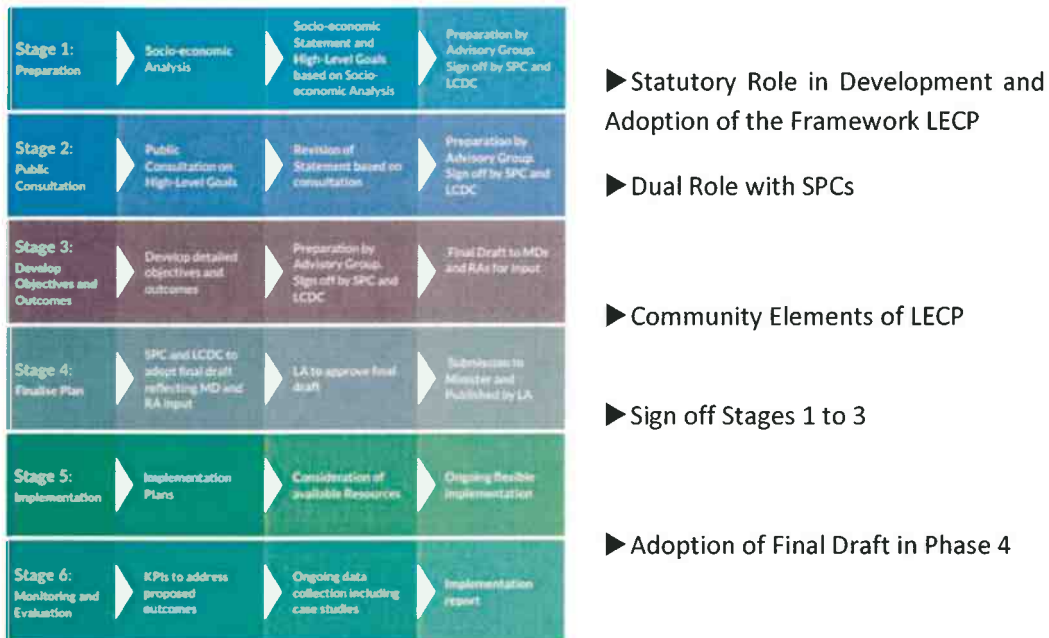 Stage 1:
Preparation
Socio-economic
Analysis
Socio-economic
Statement and
High-Level Goals
based on Socio-
economic Analysis
Preparation by
Advisory Group.
Sign off by SPC and
LCDC
Stage 2:
Public
Consultation
Public
Consultation on
High-Level Goals
Revision of
Statement based on
consultation
Preparation by
Advisory Group.
Sign off by SPC and
LCDC
Stage 3:
Develop
Objectives and
Outcomes
Develop detailed
objectives and
outcomes
Preparation by
Advisory Group.
Sign off by SPC and
LCDC
Final Draft to MDs
and RAs for Input
Stage 4:
Finalise Plan
SPC and LCDC to
adopt final draft
reflecting MD and
RA Input
LA to approve final
draft
Submission to
Minister and
Published by LA
Stage 5:
Implementation
Implementation
Plans
Consideration of
available Resources
Ongoing flexible
implementation
Stage 6:
Monitoring and
Evaluation
KPIs to address
proposed
outcomes
Ongoing data
collection including
case studies
Implementation
report
▶Statutory Role in Development and
Adoption of the Framework LECP
▶Dual Role with SPCs
▶Community Elements of LECP
▶Sign off Stages 1 to 3
▶Adoption of Final Draft in Phase 4